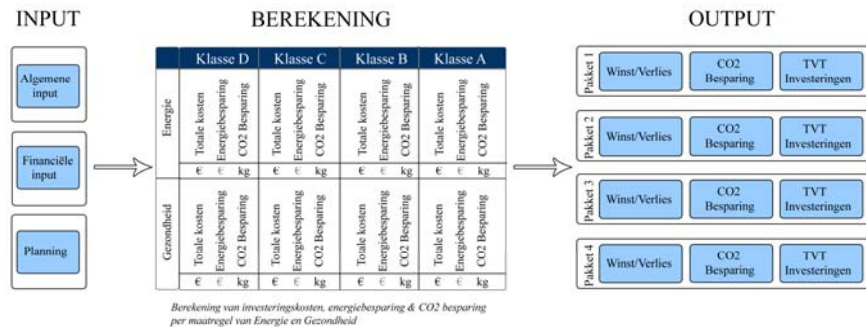 INPUT
BEREKENING
OUTPUT
Algemene
input
Financiële
input
Planning
Klasse D
Klasse C
Klasse B
Klasse A
Energie
Totale kosten
Energiebesparing
CO2 Besparing
Totale kosten
Energiebesparing
CO2 Besparing
Totale kosten
Energiebesparing
CO2 Besparing
Totale kosten
Energiebesparing
CO2 Besparing
€ € kg € € kg € € kg € € kg
Gezondheid
Totale kosten
Energiebesparing
CO2 Besparing
Totale kosten
Energiebesparing
CO2 Besparing
Totale kosten
Energiebesparing
CO2 Besparing
Totale kosten
Energiebesparing
CO2 Besparing
€ € kg € € kg € € kg € € kg
Berekening van investeringskosten, energiebesparing & CO2 besparing
per maatregel van Energie en Gezondheid
Pakket 1
Winst/Verlies
CO2
Besparing
TVT
Investeringen
Pakket 2
Winst/Verlies
CO2
Besparing
TVT
Investeringen
Pakket 3
Winst/Verlies
CO2
Besparing
TVT
Investeringen
Pakket 4
Winst/Verlies
CO2
Besparing
TVT
Investeringen